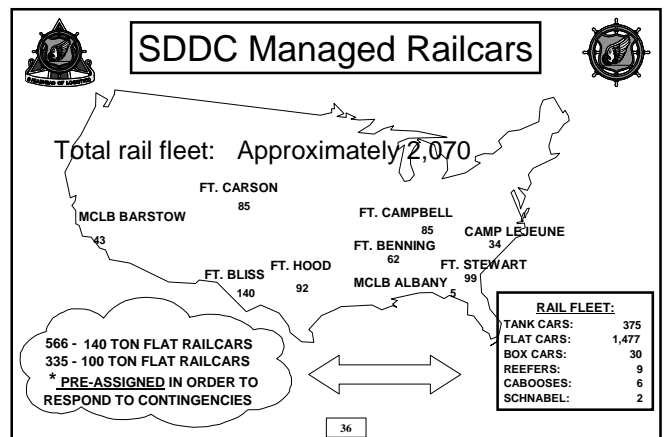 SDDC Managed Railcars
SPEARHEAD OF LOGISTICS
Total rail fleet: Approximately 2,070
FT. CARSON
85
MCLB BARSTOW
43
FT. CAMPBELL
85
CAMP LEJEUNE
34
FT. BENNING
62
FT. BLISS
140
FT. HOOD
92
FT. STEWART
99
MCLB ALBANY
5
566 - 140 TON FLAT RAILCARS
335 - 100 TON FLAT RAILCARS
* PRE-ASSIGNED IN ORDER TO
RESPOND TO CONTINGENCIES
RAIL FLEET:
TANK CARS: 375
FLAT CARS: 1,477
BOX CARS: 30
REEFERS: 9
CABOOSES: 6
SCHNABEL: 2
36